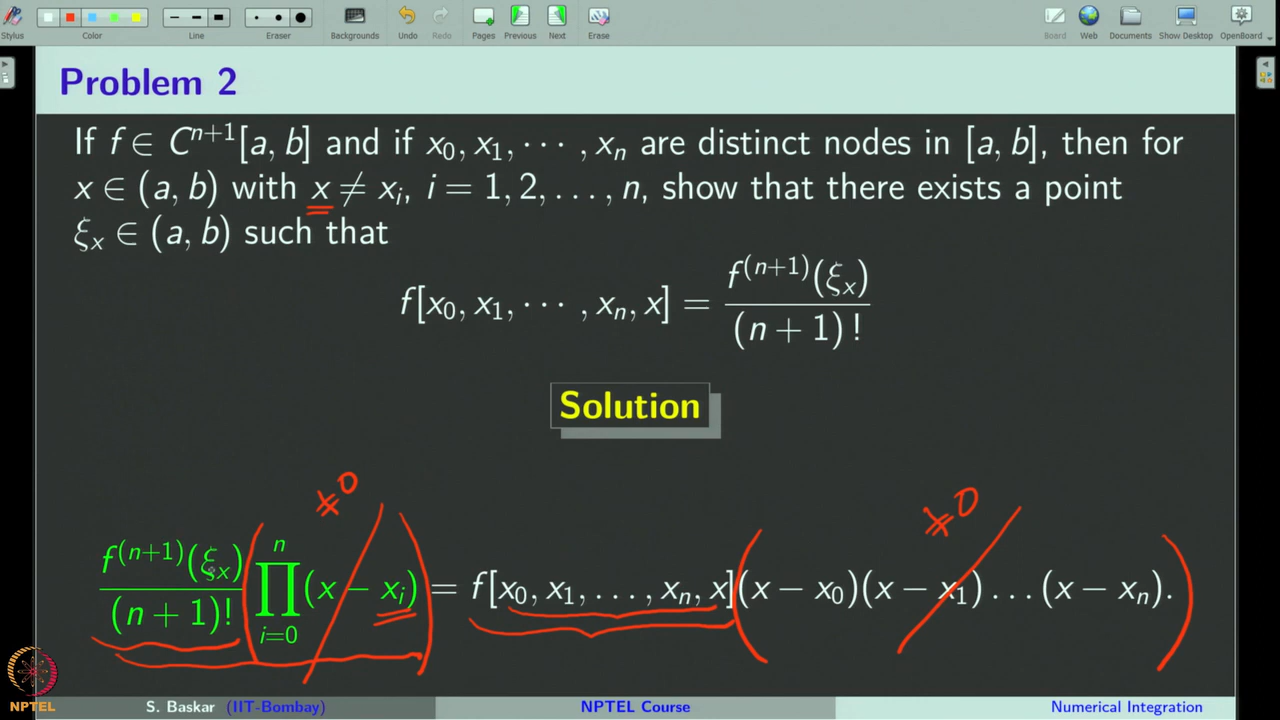 Stylus Color Line Eraser Backgrounds Undo Redo Pages Previous Next Erase Board Web Documents Show Desktop OpenBoard
Problem 2
If f ∈ C^{n+1}[a, b] and if x_0, x_1, ⋯ , x_n are distinct nodes in [a, b], then for
x ∈ (a, b) with x ≠ x_i, i = 1, 2, . . . , n, show that there exists a point
ξ_x ∈ (a, b) such that
f[x_0, x_1, ⋯ , x_n, x] = \frac{f^{(n+1)}(ξ_x)}{(n + 1)!}
Solution
≠0 ≠0
\frac{f^{(n+1)}(ξ_x)}{(n + 1)!} \prod_{i=0}^{n} (x − x_i) = f[x_0, x_1, . . . , x_n, x](x − x_0)(x − x_1) . . . (x − x_n).
NPTEL
S. Baskar (IIT-Bombay) NPTEL Course Numerical Integration